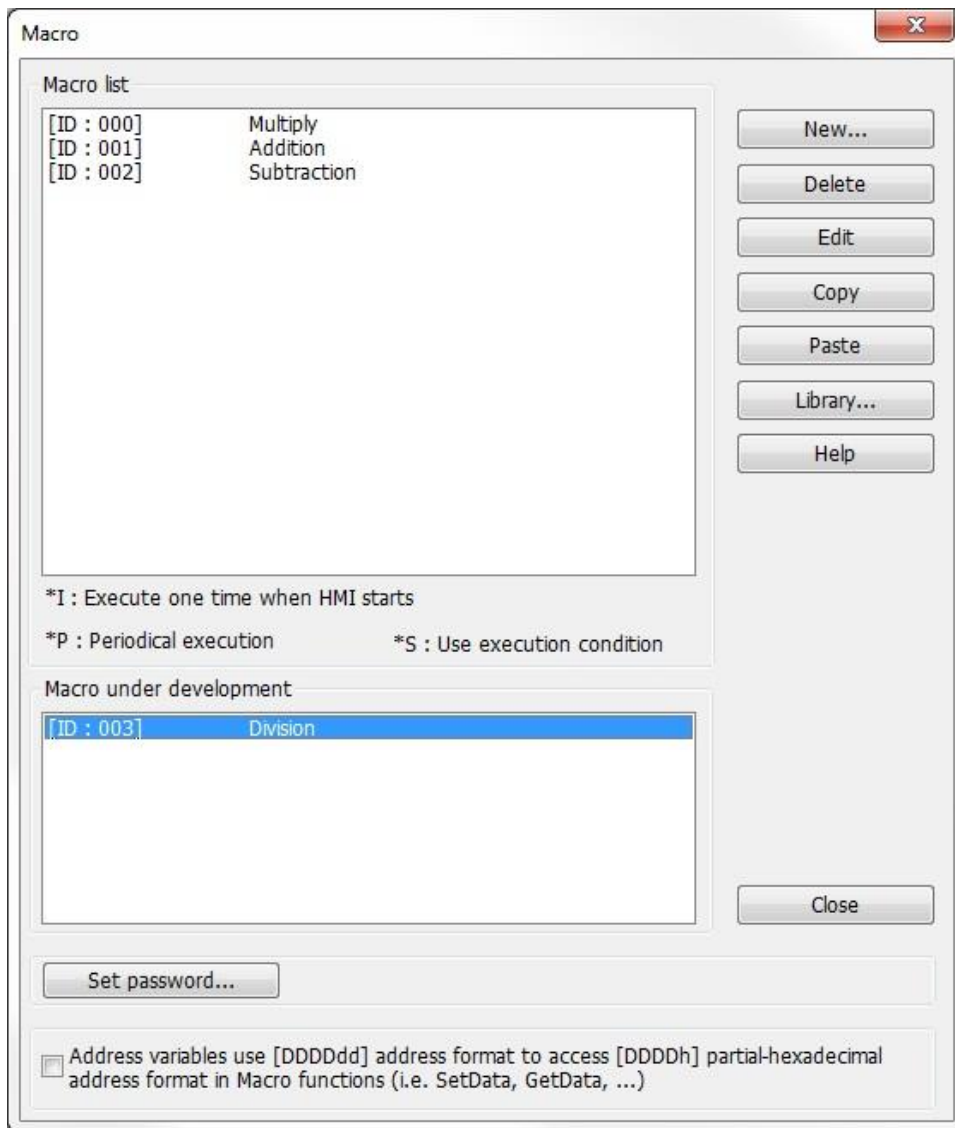 Macro
Macro list
[ID : 000] Multiply
[ID : 001] Addition
[ID : 002] Subtraction
New...
Delete
Edit
Copy
Paste
Library...
Help
*I : Execute one time when HMI starts
*P : Periodical execution *S : Use execution condition
Macro under development
[ID : 003] Division
Close
Set password...
Address variables use [DDDDdd] address format to access [DDDDh] partial-hexadecimal
address format in Macro functions (i.e. SetData, GetData, ...)